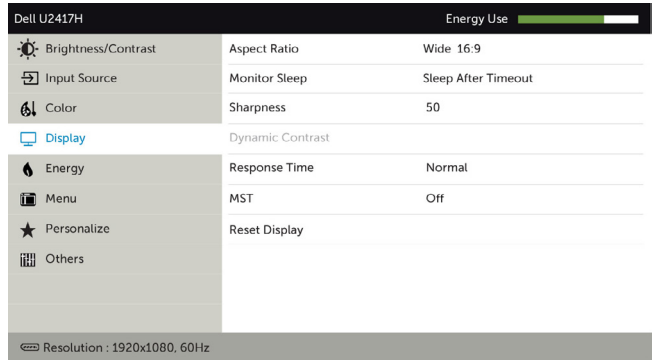 Dell U2417H Energy Use
Brightness/Contrast Aspect Ratio Wide 16:9
Input Source Monitor Sleep Sleep After Timeout
Color Sharpness 50
Display Dynamic Contrast
Energy Response Time Normal
Menu MST Off
Personalize Reset Display
Others
Resolution : 1920x1080, 60Hz